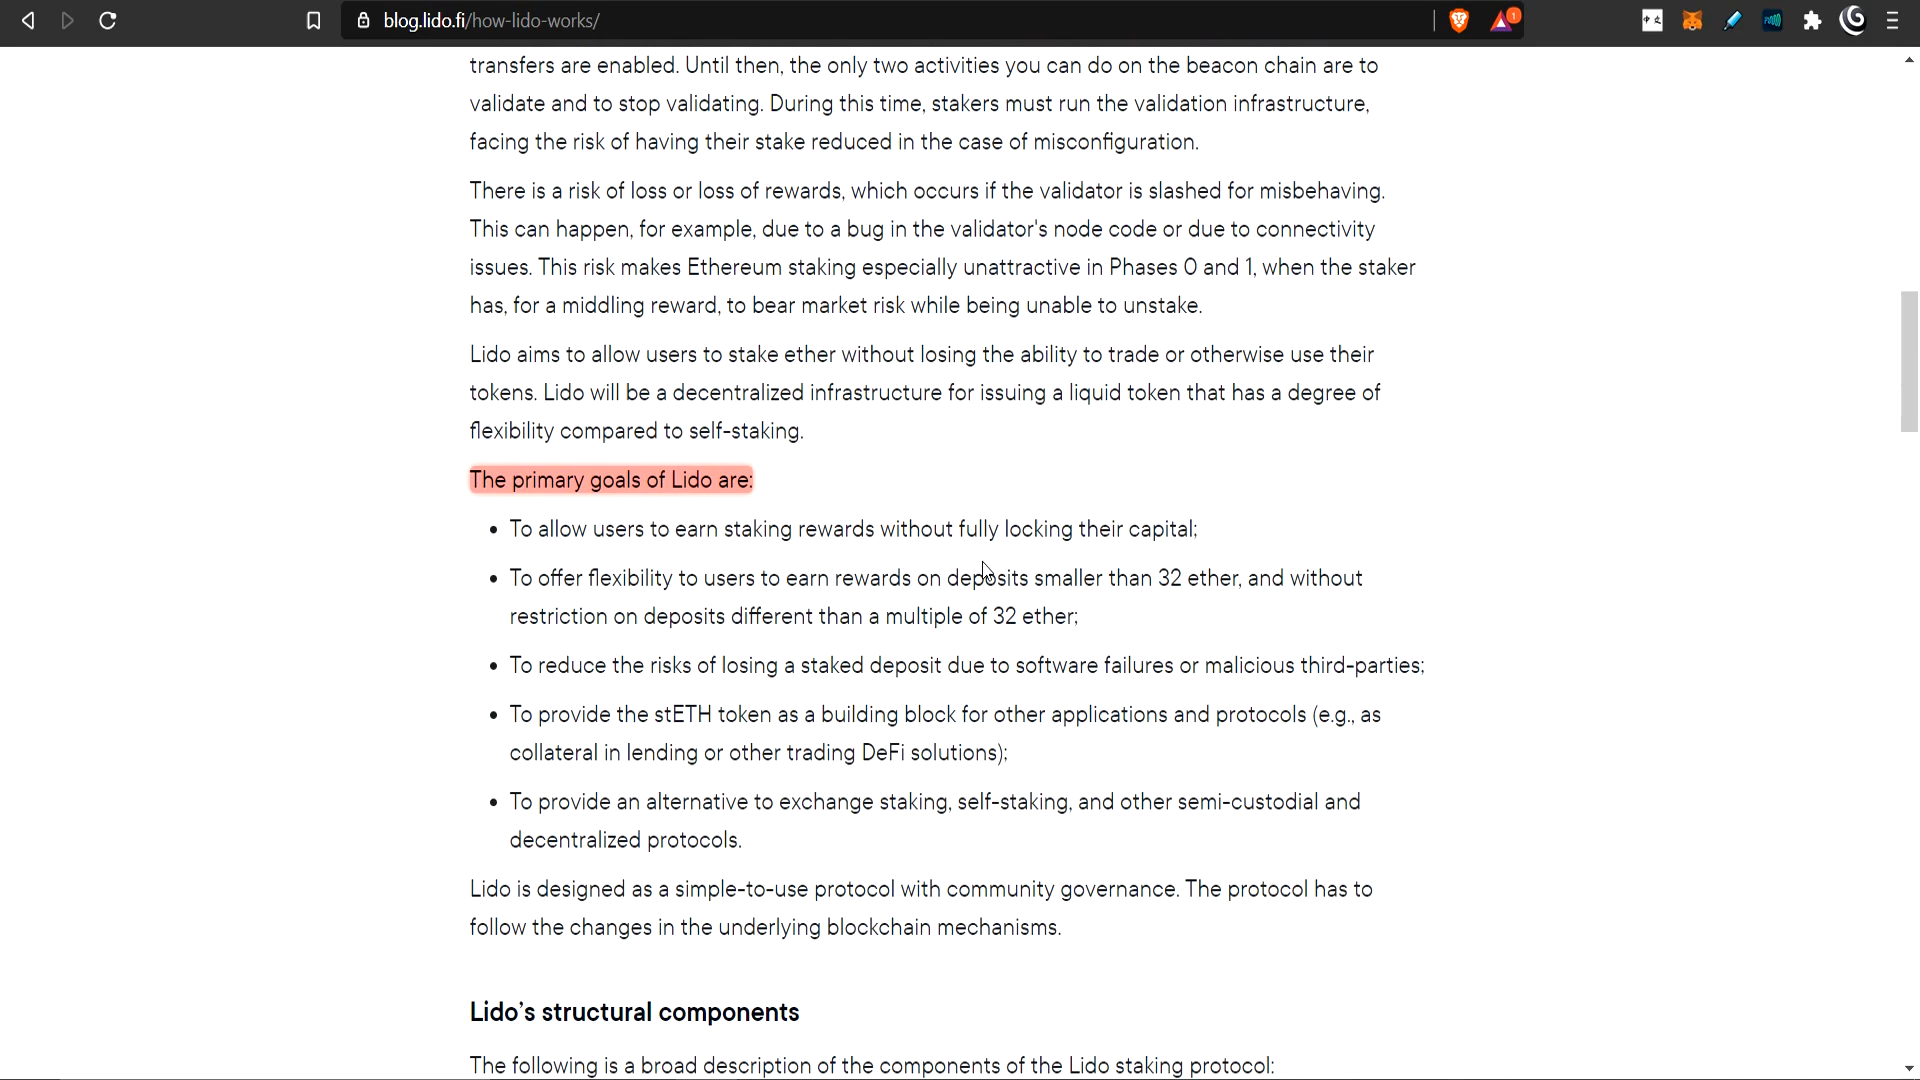 blog.lido.fi/how-lido-works/
1
transfers are enabled. Until then, the only two activities you can do on the beacon chain are to
validate and to stop validating. During this time, stakers must run the validation infrastructure,
facing the risk of having their stake reduced in the case of misconfiguration.
There is a risk of loss or loss of rewards, which occurs if the validator is slashed for misbehaving.
This can happen, for example, due to a bug in the validator's node code or due to connectivity
issues. This risk makes Ethereum staking especially unattractive in Phases 0 and 1, when the staker
has, for a middling reward, to bear market risk while being unable to unstake.
Lido aims to allow users to stake ether without losing the ability to trade or otherwise use their
tokens. Lido will be a decentralized infrastructure for issuing a liquid token that has a degree of
flexibility compared to self-staking.
The primary goals of Lido are:
• To allow users to earn staking rewards without fully locking their capital;
• To offer flexibility to users to earn rewards on deposits smaller than 32 ether, and without
restriction on deposits different than a multiple of 32 ether;
• To reduce the risks of losing a staked deposit due to software failures or malicious third-parties;
• To provide the stETH token as a building block for other applications and protocols (e.g., as
collateral in lending or other trading DeFi solutions);
• To provide an alternative to exchange staking, self-staking, and other semi-custodial and
decentralized protocols.
Lido is designed as a simple-to-use protocol with community governance. The protocol has to
follow the changes in the underlying blockchain mechanisms.
Lido’s structural components
The following is a broad description of the components of the Lido staking protocol: